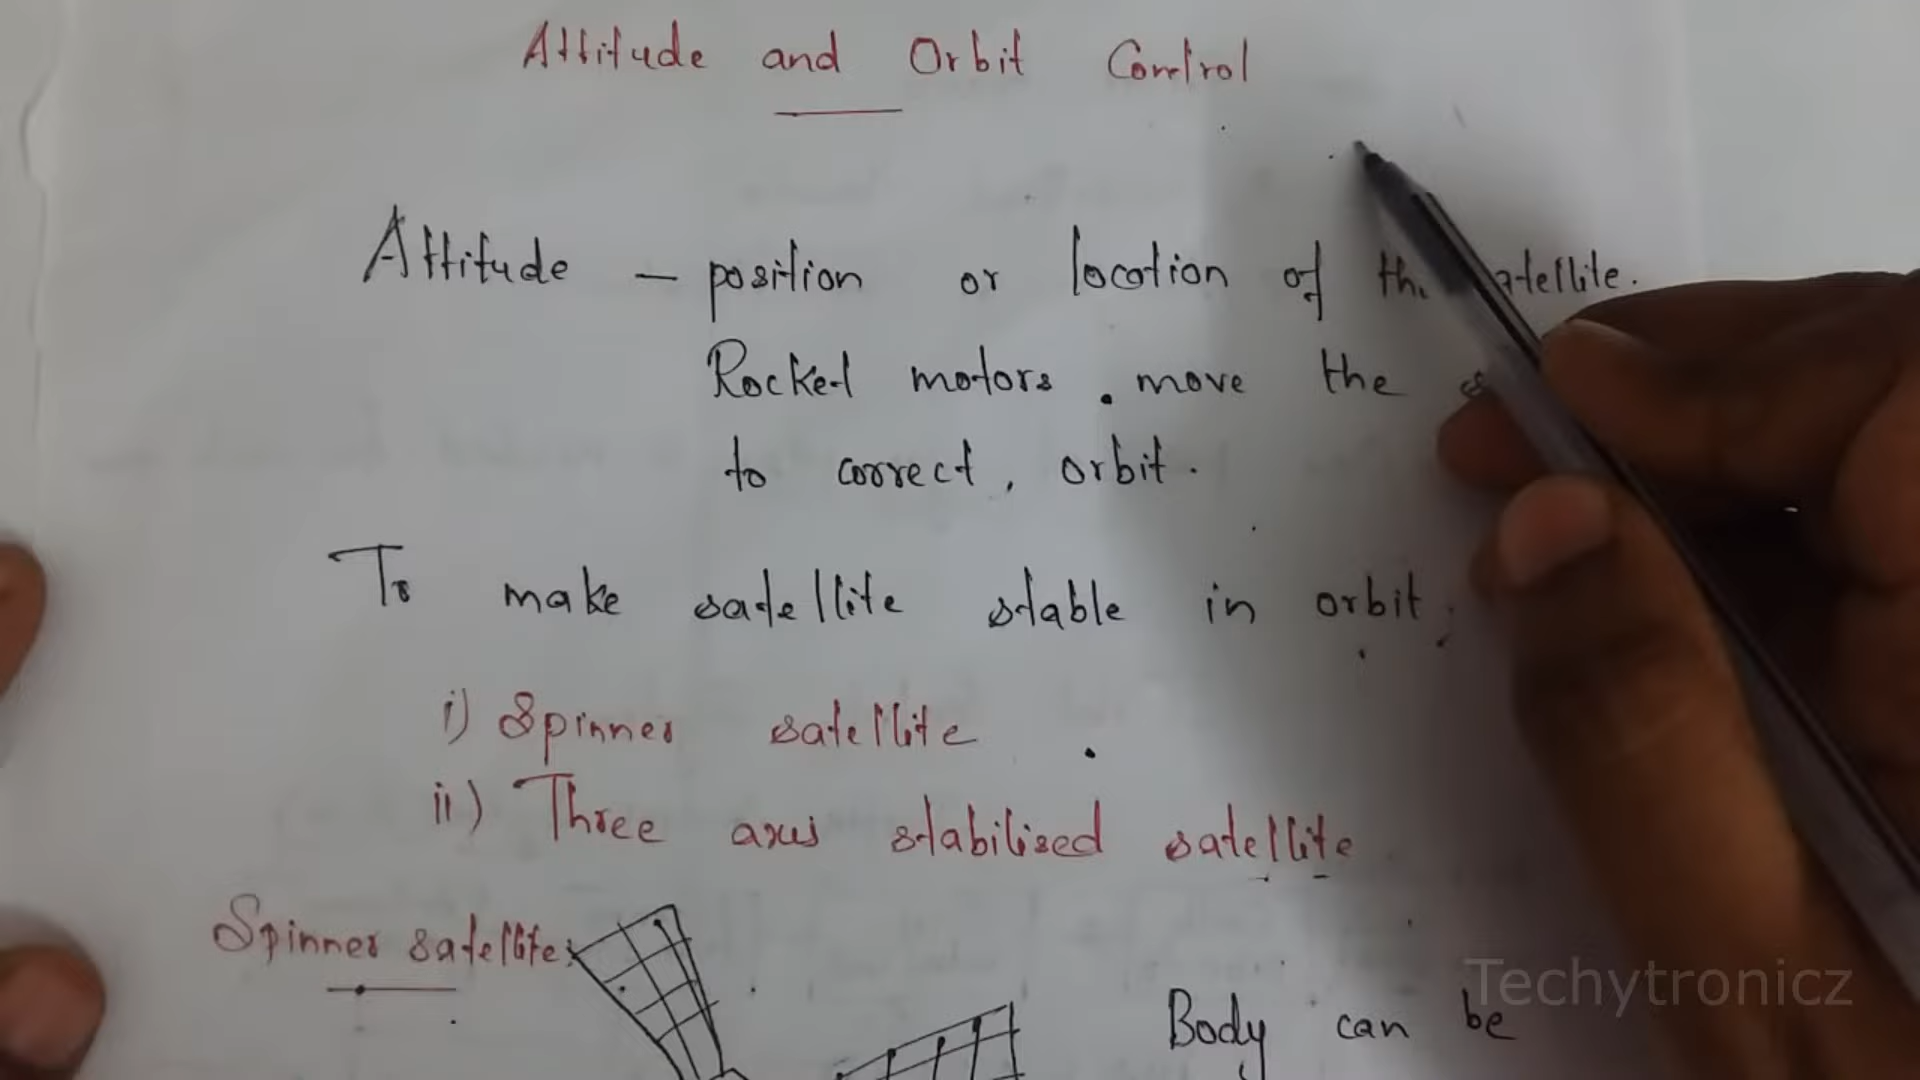 Attitude and Orbit Control
Attitude — position or location of the satellite.
Rocket motors move the
to correct orbit.
To make satellite stable in orbit,
i) Spinner satellite
ii) Three axis stabilised satellite
Spinner satellite:
Body can be
Techytronicz